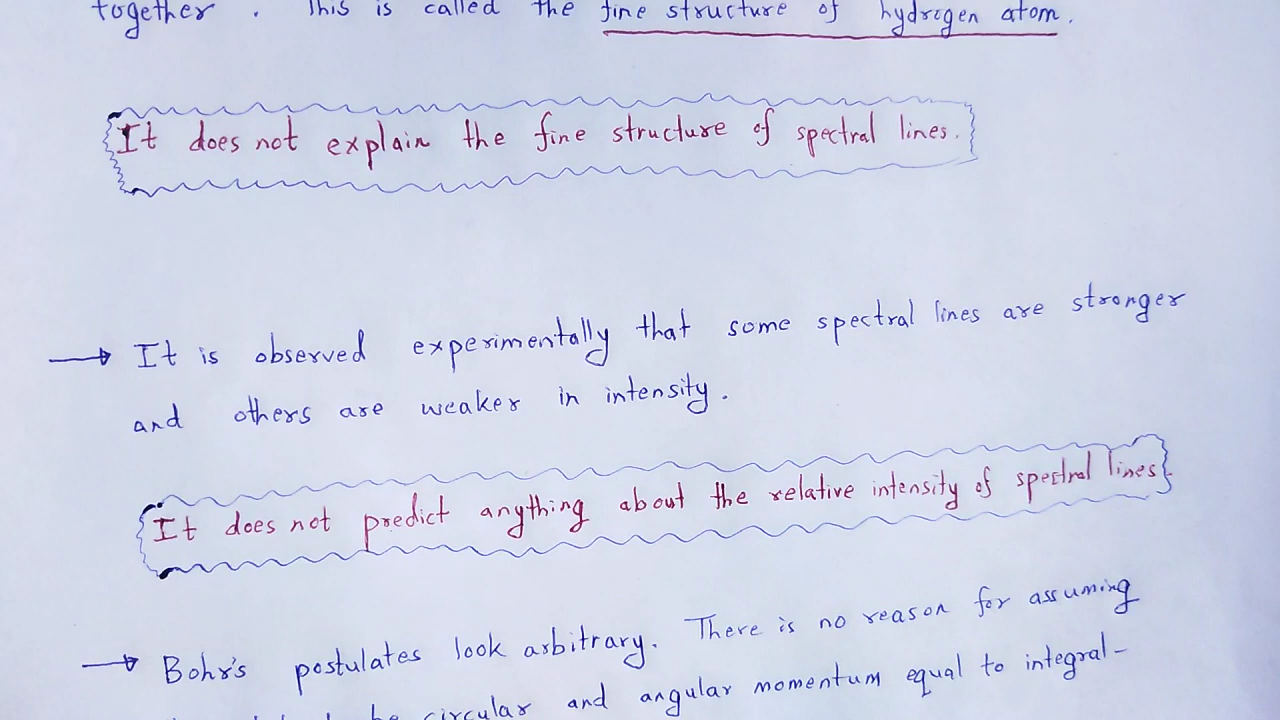 together. This is called the fine structure of hydrogen atom.
It does not explain the fine structure of spectral lines.
→ It is observed experimentally that some spectral lines are stronger
and others are weaker in intensity.
It does not predict anything about the relative intensity of spectral lines
→ Bohr's postulates look arbitrary. There is no reason for assuming
be circular and angular momentum equal to integral-